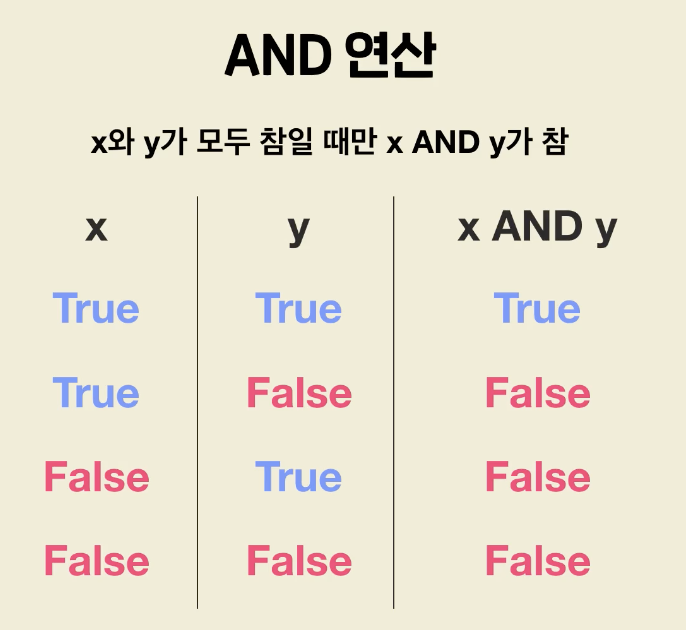 AND 연산
x와 y가 모두 참일 때만 x AND y가 참
x y x AND y
True True True
True False False
False True False
False False False